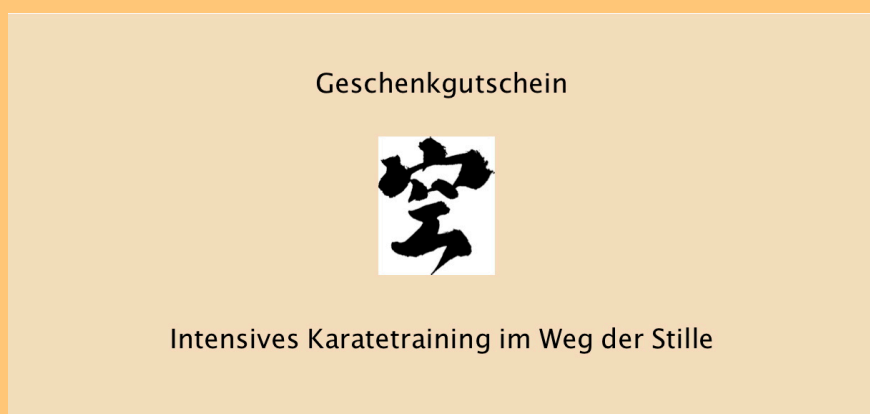 Geschenkgutschein
空
Intensives Karatetraining im Weg der Stille